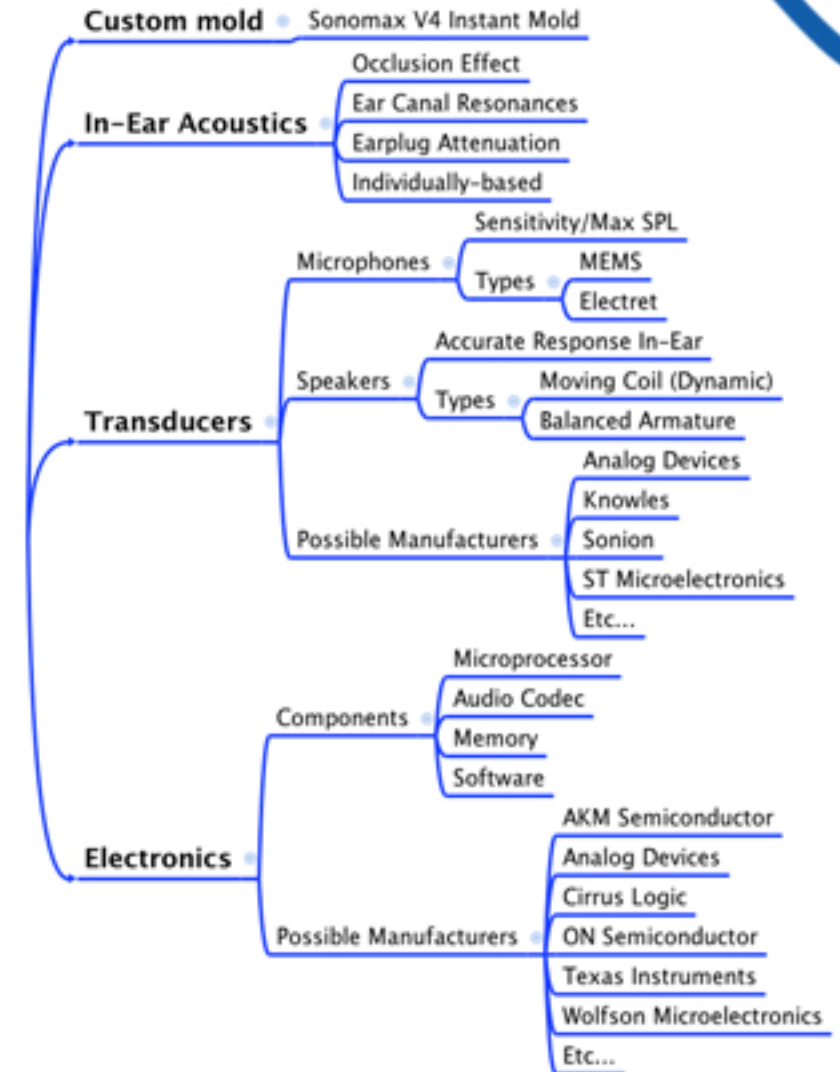 Custom mold
Sonomax V4 Instant Mold
In-Ear Acoustics
Occlusion Effect
Ear Canal Resonances
Earplug Attenuation
Individually-based
Transducers
Microphones
Sensitivity/Max SPL
Types
MEMS
Electret
Speakers
Accurate Response In-Ear
Types
Moving Coil (Dynamic)
Balanced Armature
Possible Manufacturers
Analog Devices
Knowles
Sonion
ST Microelectronics
Etc...
Electronics
Components
Microprocessor
Audio Codec
Memory
Software
Possible Manufacturers
AKM Semiconductor
Analog Devices
Cirrus Logic
ON Semiconductor
Texas Instruments
Wolfson Microelectronics
Etc...